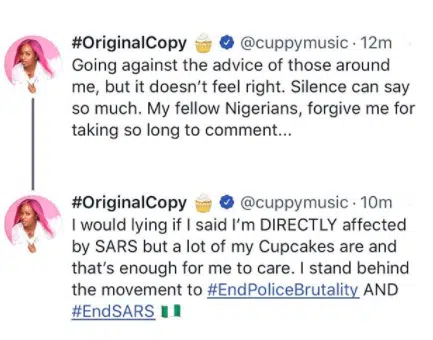 #OriginalCopy 🧁 @cuppymusic · 12m
Going against the advice of those around
me, but it doesn’t feel right. Silence can say
so much. My fellow Nigerians, forgive me for
taking so long to comment...
#OriginalCopy 🧁 @cuppymusic · 10m
I would lying if I said I’m DIRECTLY affected
by SARS but a lot of my Cupcakes are and
that’s enough for me to care. I stand behind
the movement to #EndPoliceBrutality AND
#EndSARS 🇳🇬